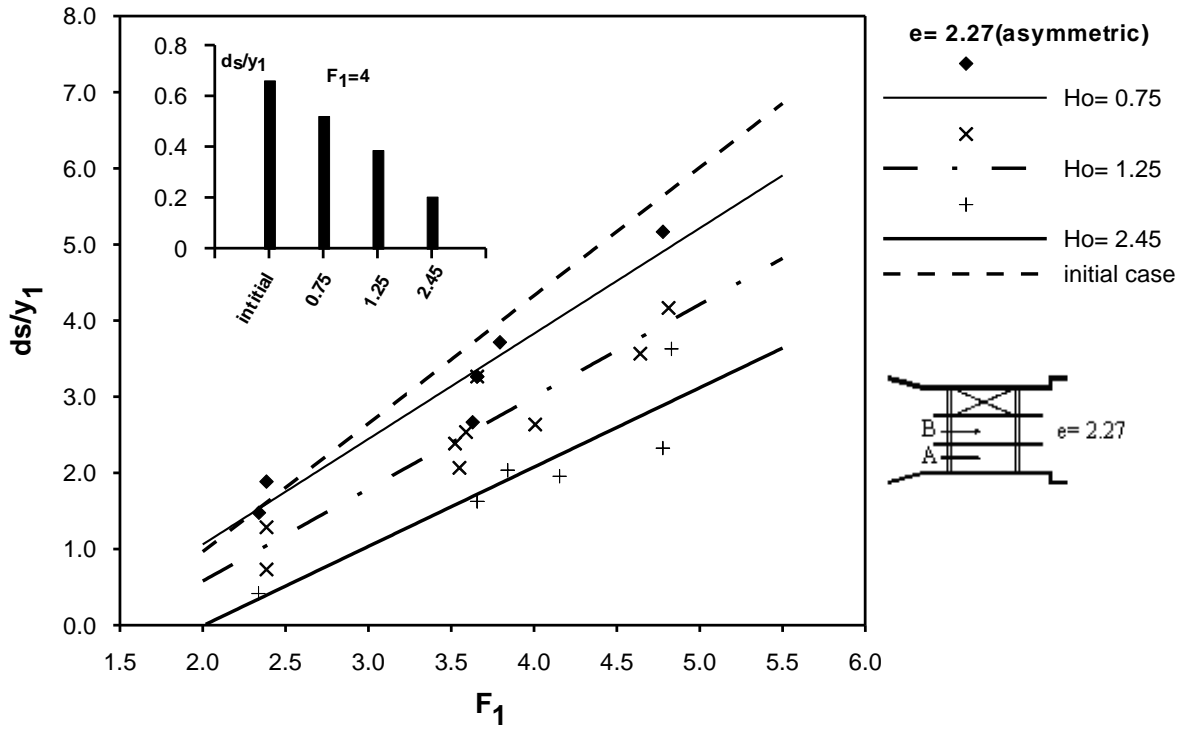 8.0
7.0
6.0
5.0
4.0
3.0
2.0
1.0
0.0
ds/y1
1.5 2.0 2.5 3.0 3.5 4.0 4.5 5.0 5.5 6.0
F1
0.8
0.6
0.4
0.2
0
ds/y1
F1=4
intitial 0.75 1.25 2.45
e= 2.27(asymmetric)
Ho= 0.75
Ho= 1.25
Ho= 2.45
initial case
B
A
e= 2.27